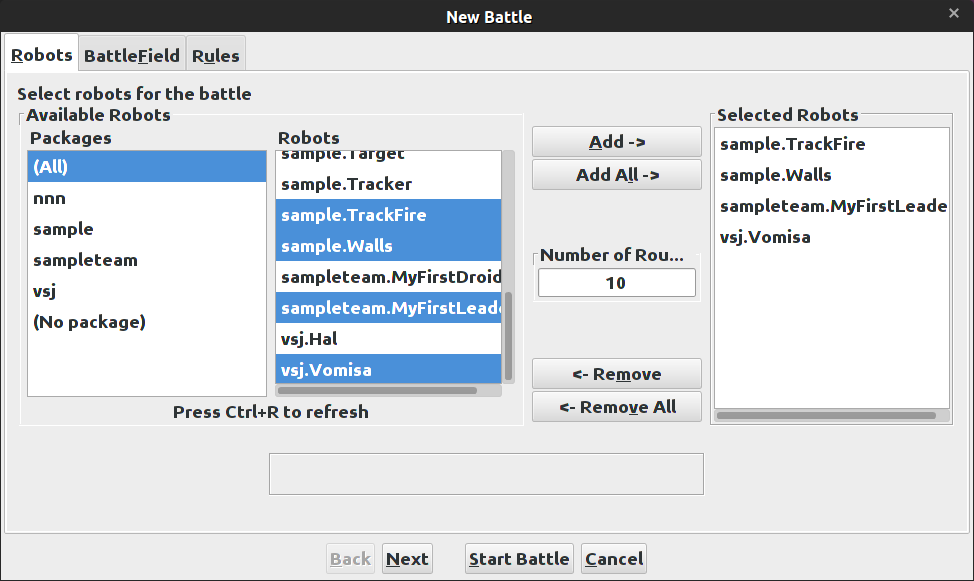 New Battle
Robots BattleField Rules
Select robots for the battle
Available Robots
Packages
(All)
nnn
sample
sampleteam
vsj
(No package)
Robots
sample.Target
sample.Tracker
sample.TrackFire
sample.Walls
sampleteam.MyFirstDroid
sampleteam.MyFirstLeade
vsj.Hal
vsj.Vomisa
Press Ctrl+R to refresh
Add ->
Add All ->
Number of Rou...
10
<- Remove
<- Remove All
Selected Robots
sample.TrackFire
sample.Walls
sampleteam.MyFirstLeade
vsj.Vomisa
Back Next Start Battle Cancel